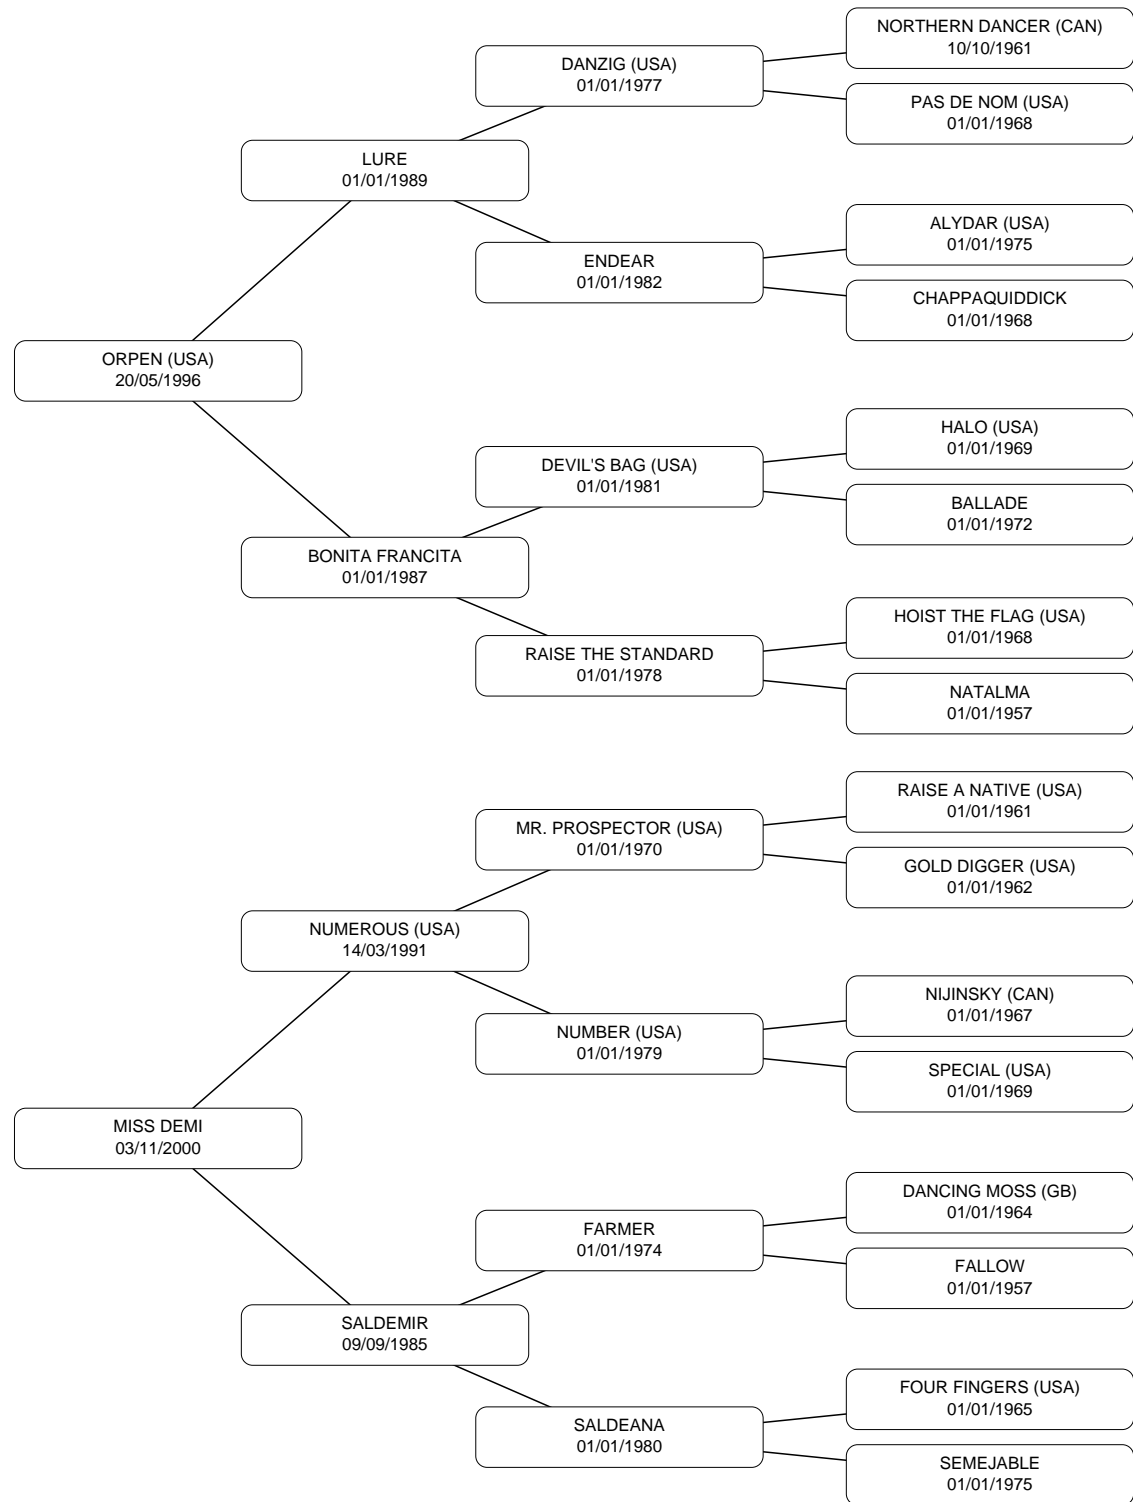 NORTHERN DANCER (CAN)
10/10/1961
DANZIG (USA)
01/01/1977
PAS DE NOM (USA)
01/01/1968
LURE
01/01/1989
ALYDAR (USA)
01/01/1975
ENDEAR
01/01/1982
CHAPPAQUIDDICK
01/01/1968
ORPEN (USA)
20/05/1996
HALO (USA)
01/01/1969
DEVIL'S BAG (USA)
01/01/1981
BALLADE
01/01/1972
BONITA FRANCITA
01/01/1987
HOIST THE FLAG (USA)
01/01/1968
RAISE THE STANDARD
01/01/1978
NATALMA
01/01/1957
RAISE A NATIVE (USA)
01/01/1961
MR. PROSPECTOR (USA)
01/01/1970
GOLD DIGGER (USA)
01/01/1962
NUMEROUS (USA)
14/03/1991
NIJINSKY (CAN)
01/01/1967
NUMBER (USA)
01/01/1979
SPECIAL (USA)
01/01/1969
MISS DEMI
03/11/2000
DANCING MOSS (GB)
01/01/1964
FARMER
01/01/1974
FALLOW
01/01/1957
SALDEMIR
09/09/1985
FOUR FINGERS (USA)
01/01/1965
SALDEANA
01/01/1980
SEMEJABLE
01/01/1975